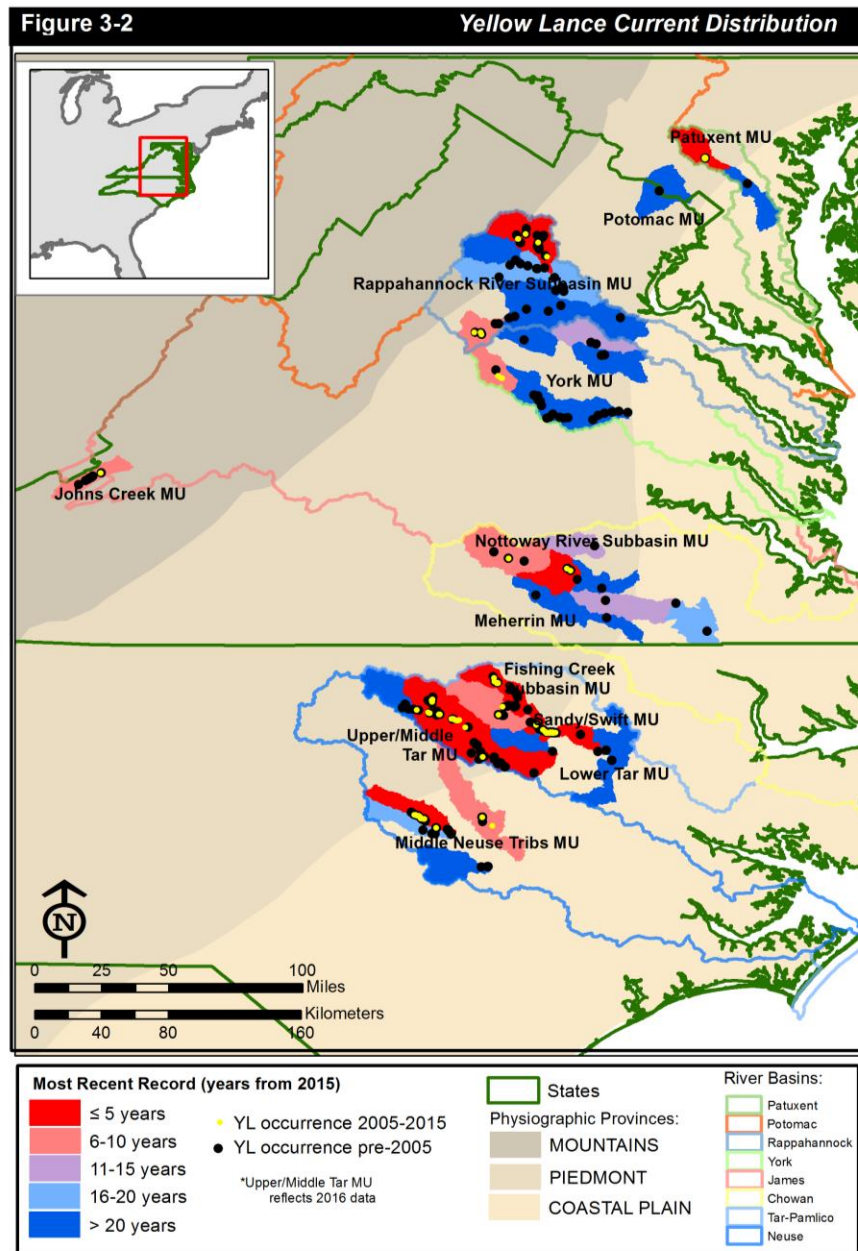 Figure 3-2 Yellow Lance Current Distribution
Patuxent MU
Potomac MU
Rappahannock River Subbasin MU
York MU
Johns Creek MU
Nottoway River Subbasin MU
Meherrin MU
Fishing Creek
Subbasin MU
Sandy/Swift MU
Upper/Middle
Tar MU
Lower Tar MU
Middle Neuse Tribs MU
N
0 25 50 100
Miles
Kilometers
0 40 80 160
Most Recent Record (years from 2015)
≤ 5 years
6-10 years
11-15 years
16-20 years
> 20 years
YL occurrence 2005-2015
YL occurrence pre-2005
*Upper/Middle Tar MU
reflects 2016 data
States
Physiographic Provinces:
MOUNTAINS
PIEDMONT
COASTAL PLAIN
River Basins:
Patuxent
Potomac
Rappahannock
York
James
Chowan
Tar-Pamlico
Neuse